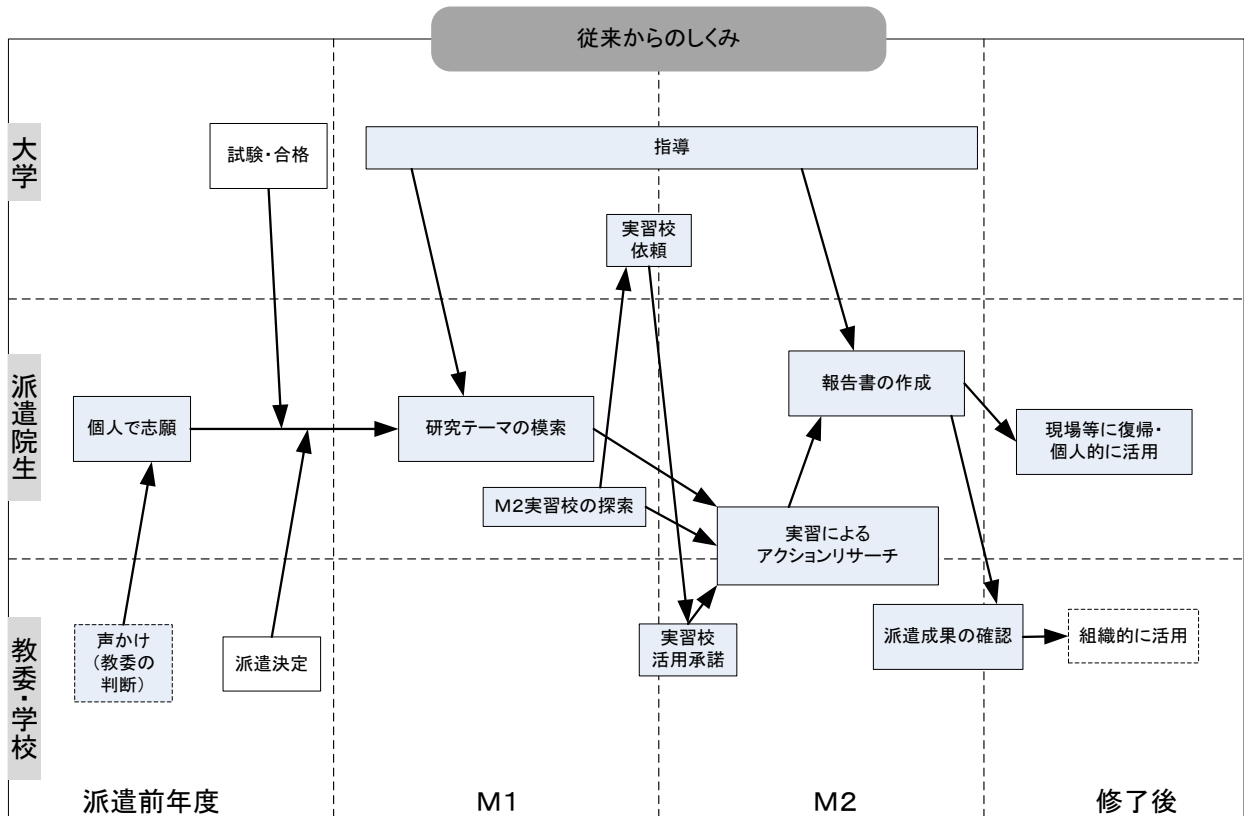 従来からのしくみ
大学
試験・合格
指導
実習校
依頼
派遣院生
個人で志願
研究テーマの模索
報告書の作成
現場等に復帰・
個人的に活用
M2実習校の探索
実習による
アクションリサーチ
教委・学校
声かけ
(教委の
判断)
派遣決定
実習校
活用承諾
派遣成果の確認
組織的に活用
派遣前年度
M1
M2
修了後